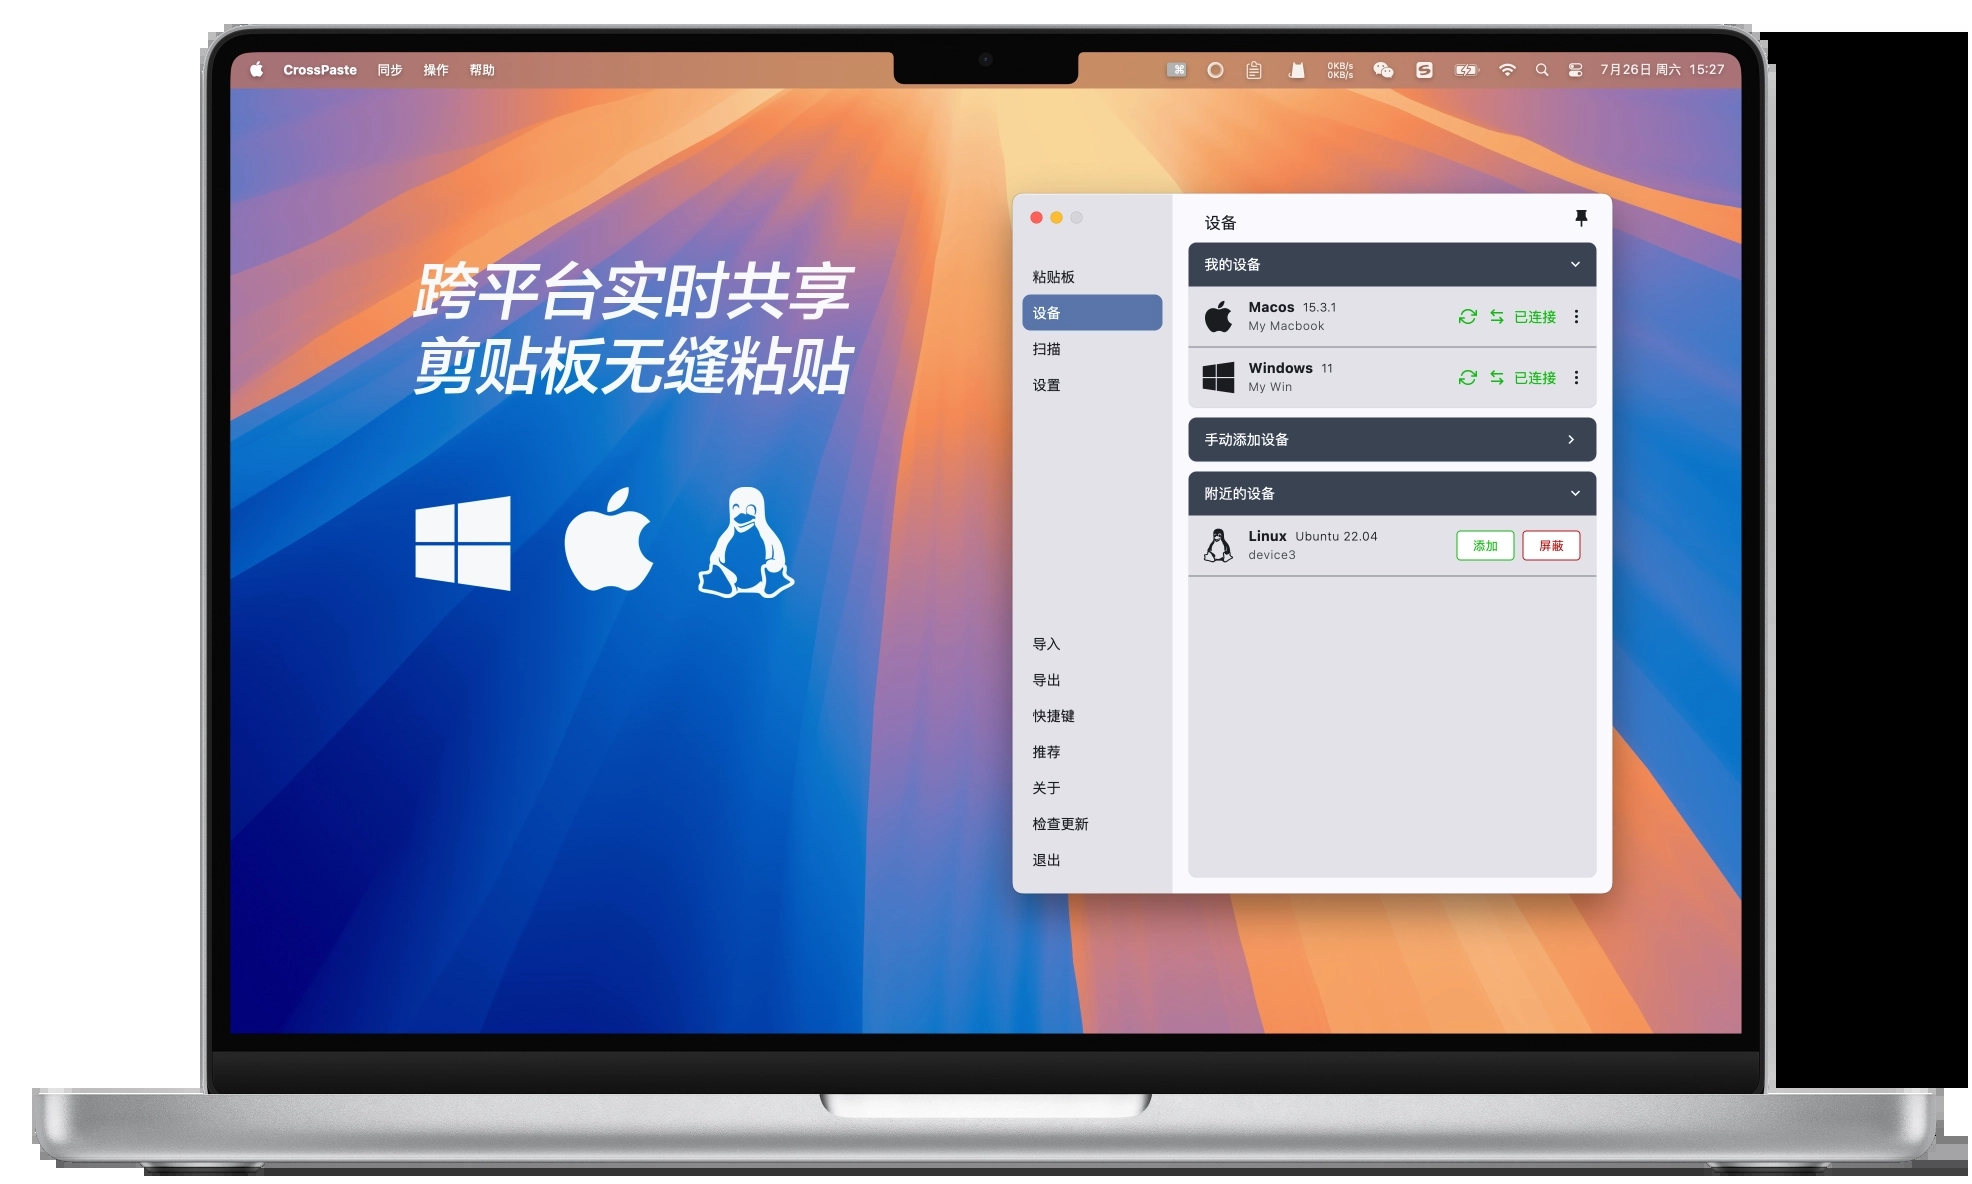 CrossPaste 同步 操作 帮助 0KB/s 7月26日 周六 15:27
0KB/s
跨平台实时共享
剪贴板无缝粘贴
粘贴板
设备
扫描
设置
导入
导出
快捷键
推荐
关于
检查更新
退出
设备
我的设备
Macos 15.3.1
My Macbook
已连接
Windows 11
My Win
已连接
手动添加设备
附近的设备
Linux Ubuntu 22.04
device3
添加 屏蔽